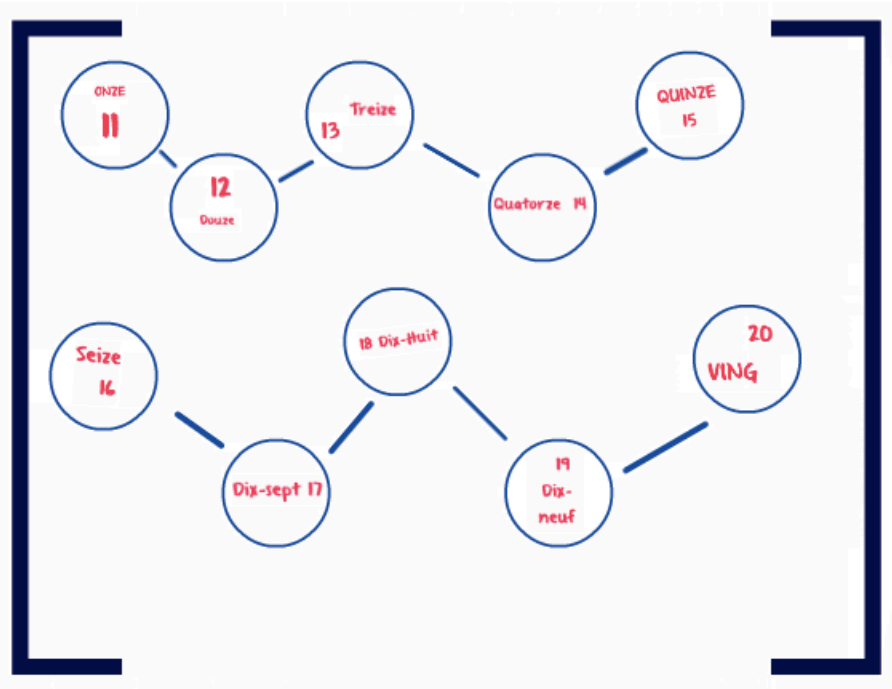 ONZE
11
12
Douze
Treize
13
Quatorze 14
QUINZE
15
Seize
16
Dix-sept 17
18 Dix-Huit
19
Dix-
neuf
20
VING